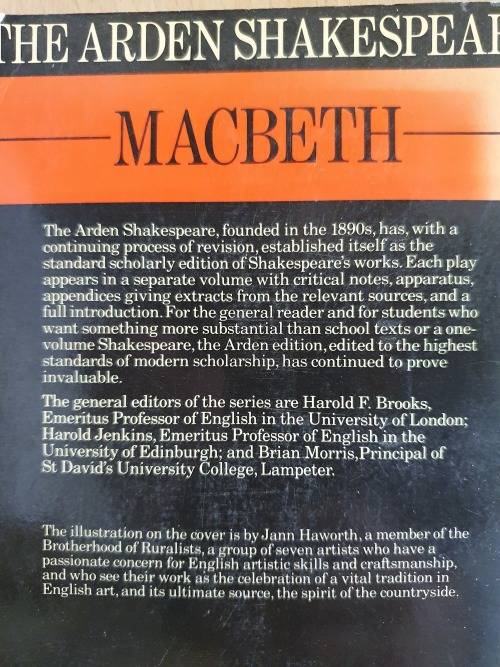 THE ARDEN SHAKESPEAR
MACBETH
The Arden Shakespeare, founded in the 1890s, has, with a
continuing process of revision, established itself as the
standard scholarly edition of Shakespeare's works. Each play
appears in a separate volume with critical notes, apparatus,
appendices giving extracts from the relevant sources, and a
full introduction. For the general reader and for students who
want something more substantial than school texts or a one-
volume Shakespeare, the Arden edition, edited to the highest
standards of modern scholarship, has continued to prove
invaluable.
The general editors of the series are Harold F. Brooks,
Emeritus Professor of English in the University of London;
Harold Jenkins, Emeritus Professor of English in the
University of Edinburgh; and Brian Morris,Principal of
St David's University College, Lampeter.
The illustration on the cover is by Jann Haworth, a member of the
Brotherhood of Ruralists, a group of seven artists who have a
passionate concern for English artistic skills and craftsmanship,
and who see their work as the celebration of a vital tradition in
English art, and its ultimate source, the spirit of the countryside.